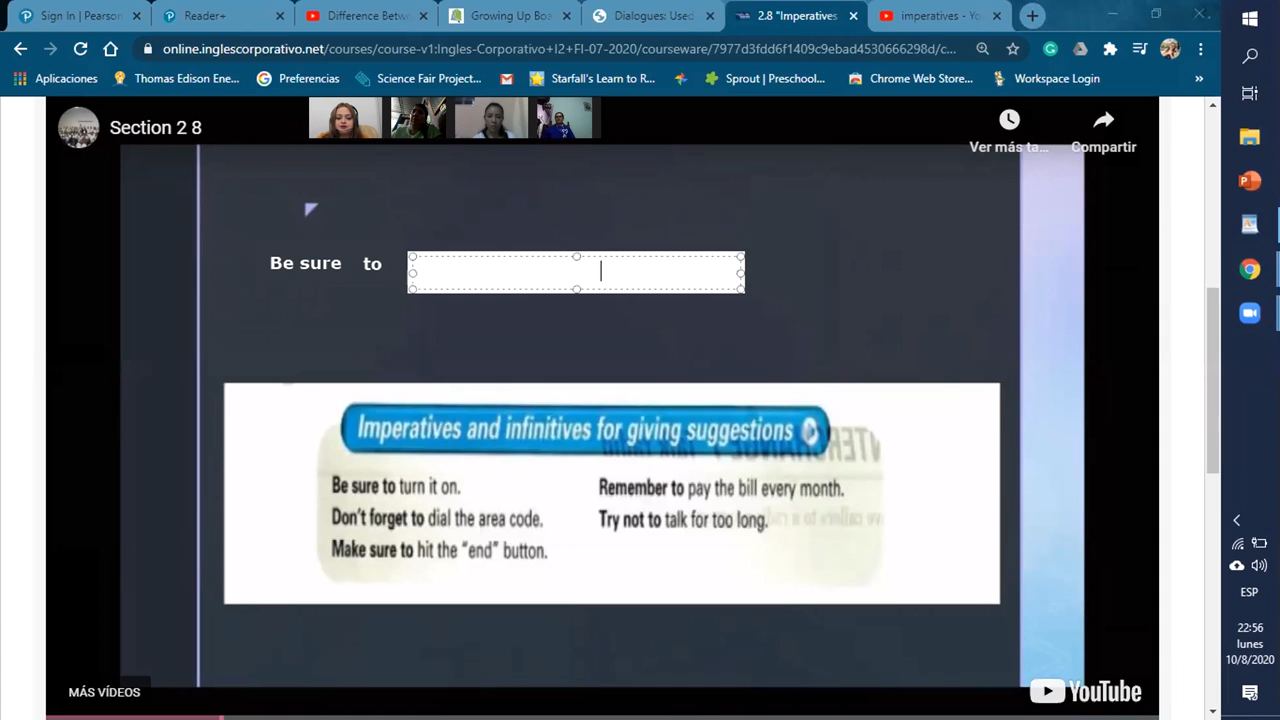 Sign In | Pearson
Reader+
Difference Betw
Growing Up Boa
Dialogues: Used
2.8 "Imperatives
imperatives - Yo
online.inglescorporativo.net/courses/course-v1:Ingles-Corporativo+I2+FI-07-2020/courseware/7977d3fdd6f1409c9ebad4530666298d/c...
Aplicaciones
Thomas Edison Ene...
Preferencias
Science Fair Project...
Starfall's Learn to R...
Sprout | Preschool...
Chrome Web Store...
Workspace Login
»
Section 2 8
Ver más ta...
Compartir
Be sure to
Imperatives and infinitives for giving suggestions
Be sure to turn it on.
Don't forget to dial the area code.
Make sure to hit the "end" button.
Remember to pay the bill every month.
Try not to talk for too long.
MÁS VÍDEOS
YouTube
ESP
22:56
lunes
10/8/2020